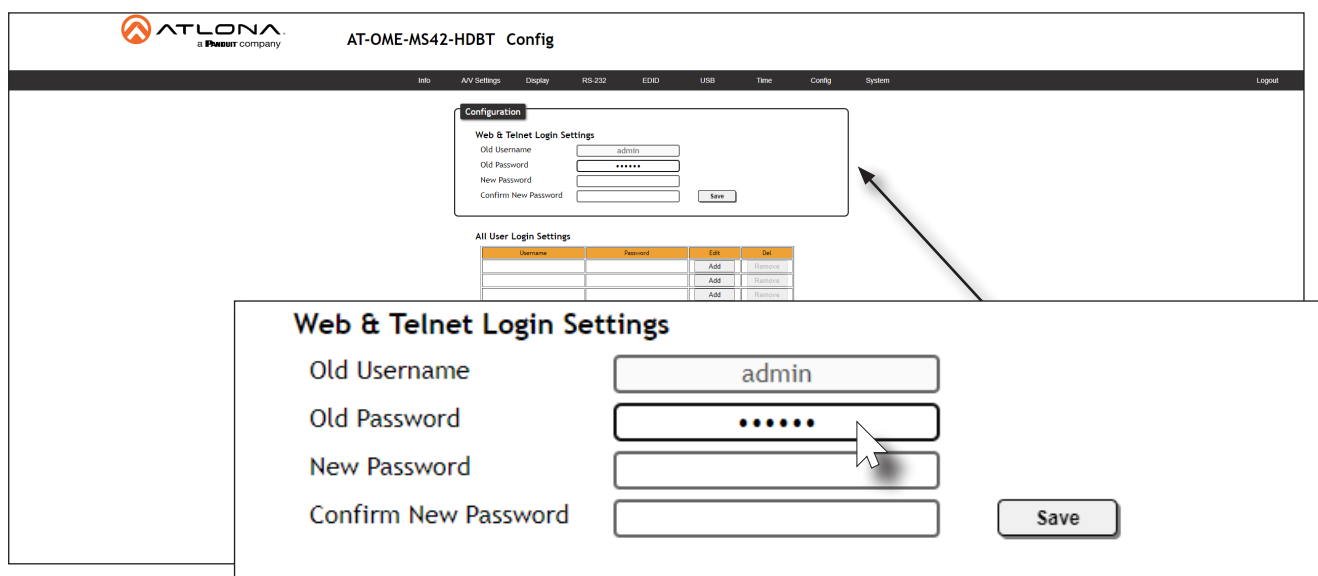 ATLONA.
a PANDUIT company
AT-OME-MS42-HDBT Config
Info A/V Settings Display RS-232 EDID USB Time Config System Logout
Configuration
Web & Telnet Login Settings
Old Username admin
Old Password ••••••
New Password
Confirm New Password Save
All User Login Settings
Username Password Edit Del
Add Remove
Add Remove
Add Remove
Web & Telnet Login Settings
Old Username admin
Old Password ••••••
New Password
Confirm New Password Save